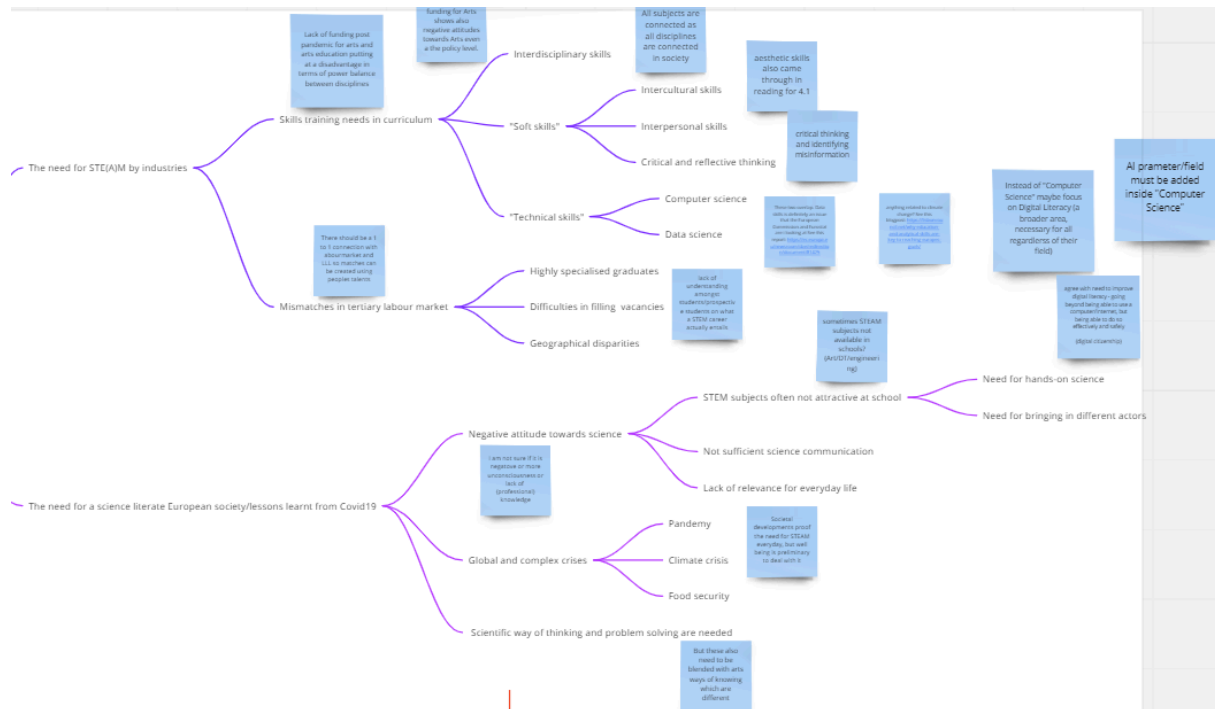 funding for Arts
shows also
negative attitudes
towards Arts even
a the policy level.
All subjects are
connected as
all disciplines
are connected
in society
Lack of funding post
pandemic for arts and
arts education putting
at a disadvantage in
terms of power balance
between disciplines
Interdisciplinary skills
aesthetic skills
also came
through in
reading for 4.1
Intercultural skills
Skills training needs in curriculum
"Soft skills"
Interpersonal skills
critical thinking
and identifying
misinformation
Critical and reflective thinking
The need for STE(A)M by industries
AI prameter/field
must be added
inside "Computer
Science"
Instead of "Computer
Science" maybe focus
on Digital Literacy (a
broader area,
necessary for all
regardlerss of their
field)
"Technical skills"
Computer science
Data science
There should be a 1
to 1 connection with
abourmarket and
LLL so matches can
be created using
peoples talents
Highly specialised graduates
Mismatches in tertiary labour market
Difficulties in filling vacancies
Geographical disparities
lack of
understanding
amongst
students/prospectiv
e students on what
a STEM career
actually entails
agree with need to improve
digital literacy - going
beyond being able to use a
computer/internet, but
being able to do so
effectively and safely
(digital citizenship)
sometimes STEAM
subjects not
available in
schools?
(Art/DT/engineeri
ng)
Need for hands-on science
STEM subjects often not attractive at school
Need for bringing in different actors
Negative attitude towards science
Not sufficient science communication
Lack of relevance for everyday life
I am not sure if it is
negative or more
unconsciousness or
lack of
(professional)
knowledge
The need for a science literate European society/lessons learnt from Covid19
Pandemy
Global and complex crises
Climate crisis
Food security
Societal
developments proof
the need for STEAM
everyday, but well
being is preliminary
to deal with it
Scientific way of thinking and problem solving are needed
But these also
need to be
blended with arts
ways of knowing
which are
different